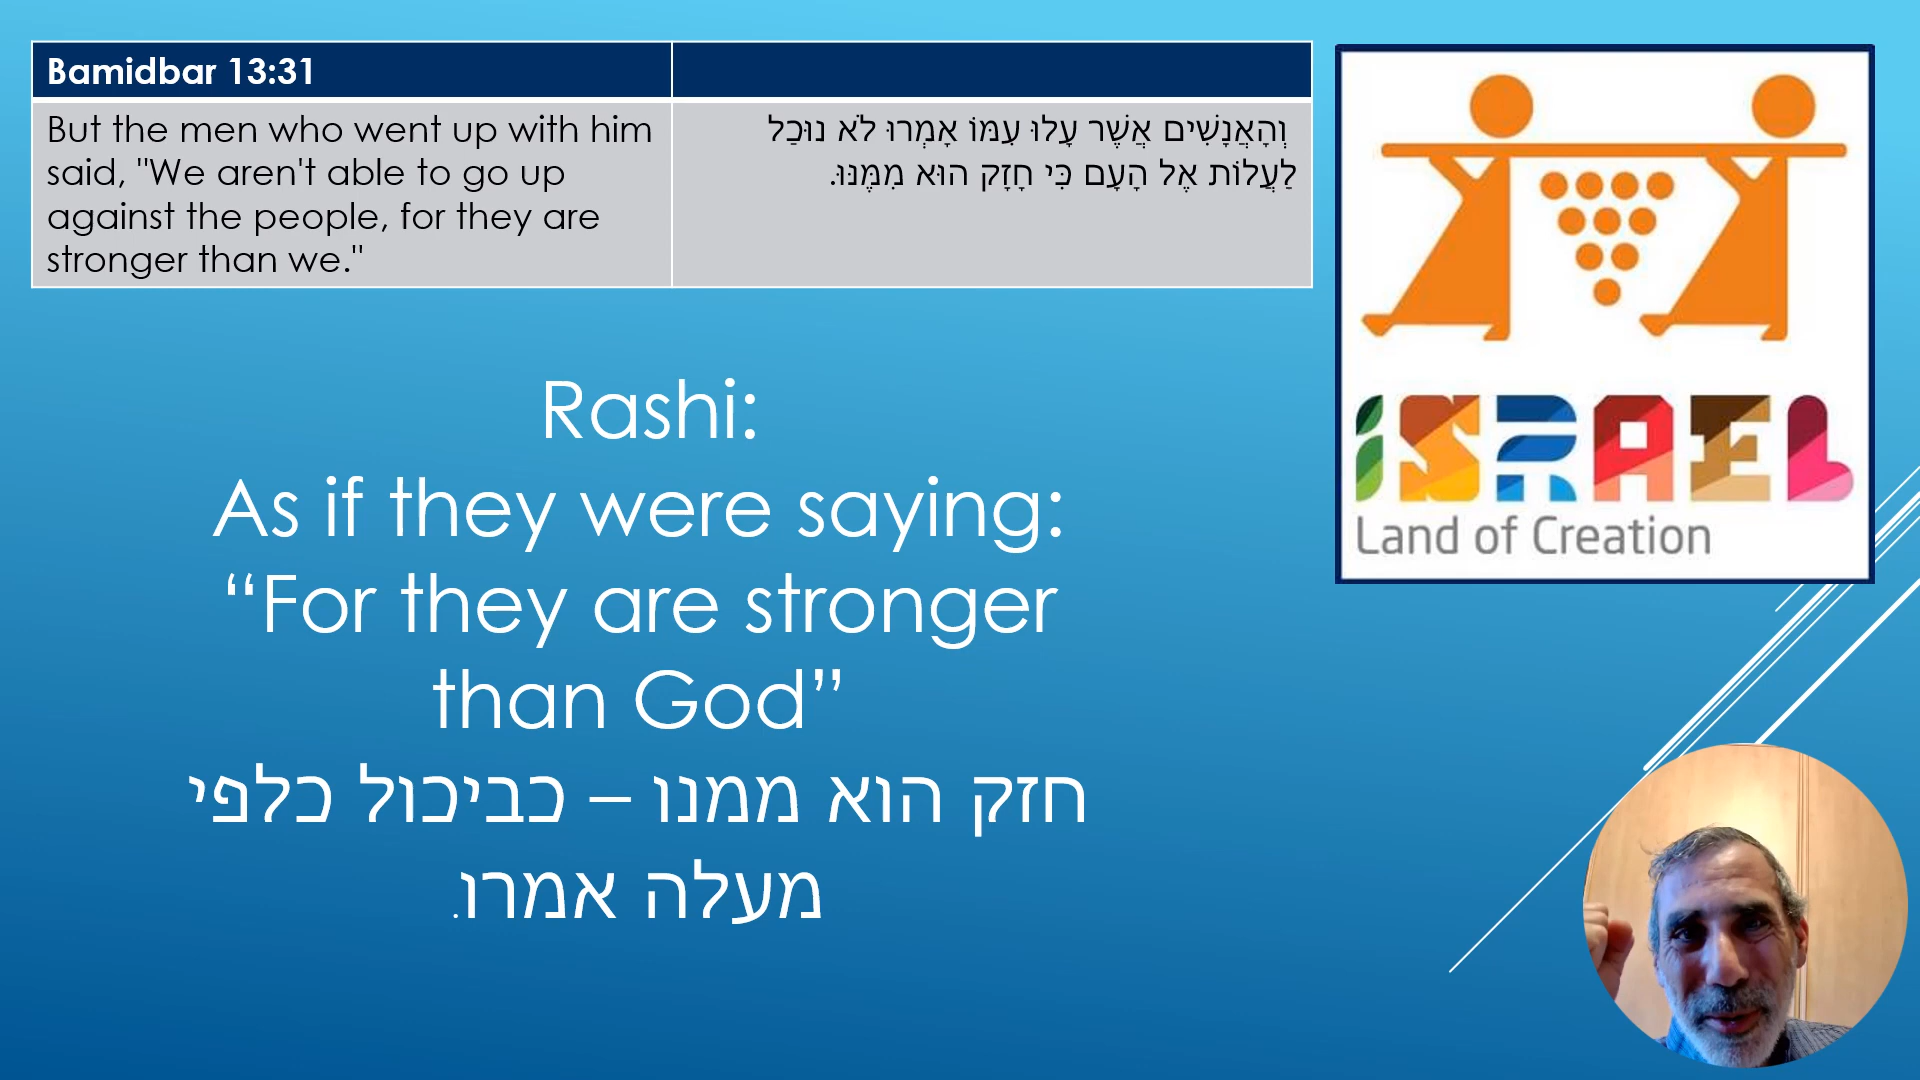 Bamidbar 13:31
But the men who went up with him
said, "We aren't able to go up
against the people, for they are
stronger than we."
וְהָאֲנָשִׁים אֲשֶׁר עָלוּ עִמּוֹ אָמְרוּ לֹא נוּכַל
לַעֲלוֹת אֶל הָעָם כִּי חָזָק הוּא מִמֶּנּוּ.
ISRAEL
Land of Creation
Rashi:
As if they were saying:
“For they are stronger
than God”
חזק הוא ממנו – כביכול כלפי
מעלה אמרו.